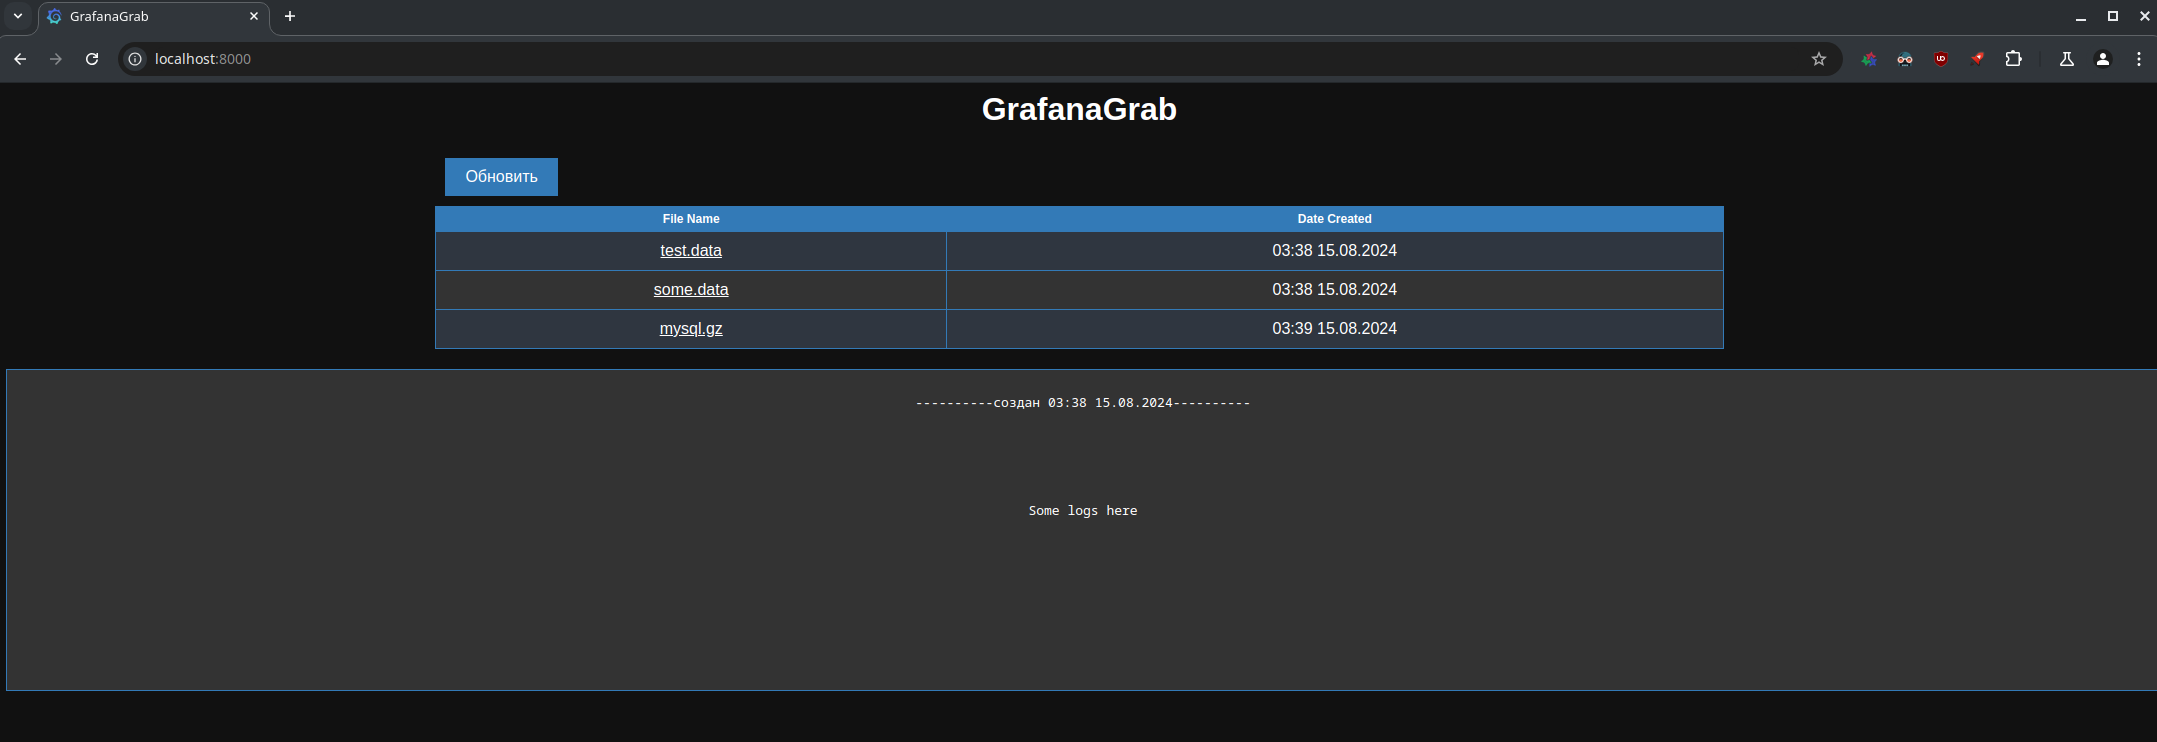 GrafanaGrab
localhost:8000
GrafanaGrab
Обновить
File Name Date Created
test.data 03:38 15.08.2024
some.data 03:38 15.08.2024
mysql.gz 03:39 15.08.2024
----------создан 03:38 15.08.2024----------
Some logs here